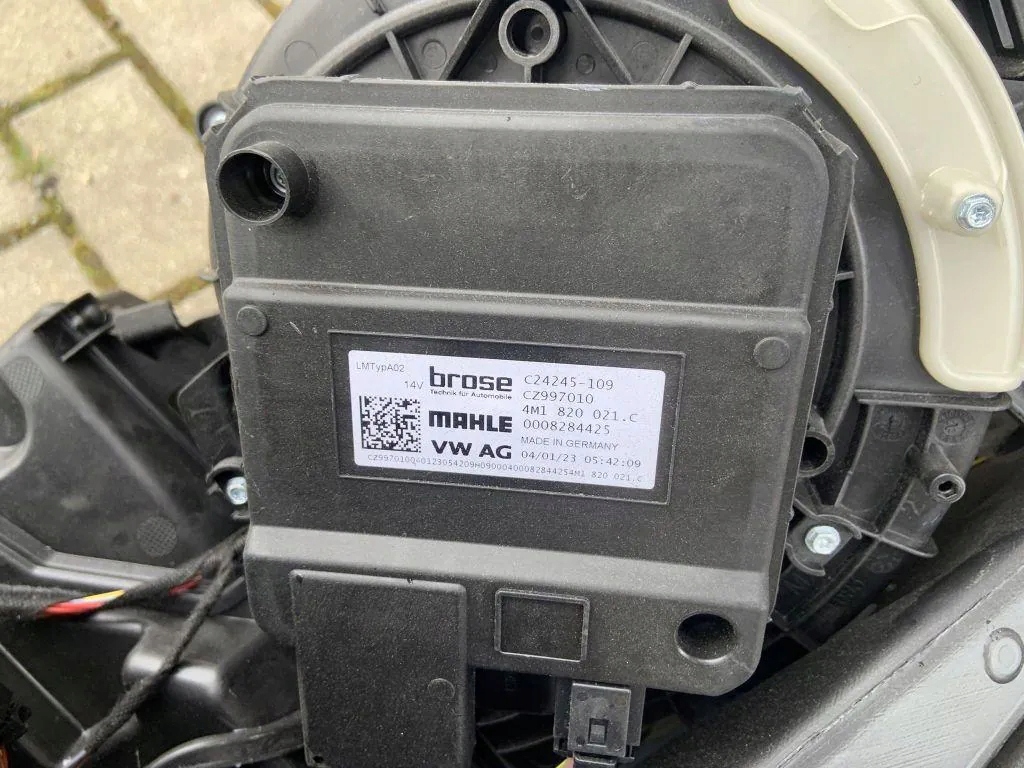 LMTypA02
14V
brose
Technik für Automobile
MAHLE
VW AG
C24245-109
CZ997010
4M1 820 021.C
0008284425
MADE IN GERMANY
04/01/23 05:42:09